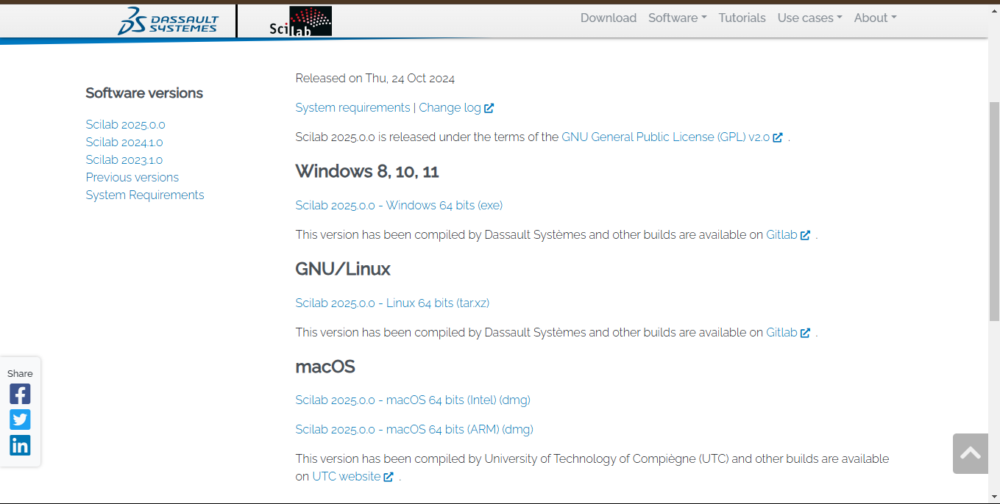 DASSAULT
SYSTEMES
Scilab
Download Software Tutorials Use cases About
Software versions
Scilab 2025.0.0
Scilab 2024.1.0
Scilab 2023.1.0
Previous versions
System Requirements
Released on Thu, 24 Oct 2024
System requirements | Change log
Scilab 2025.0.0 is released under the terms of the GNU General Public License (GPL) v2.0 .
Windows 8, 10, 11
Scilab 2025.0.0 - Windows 64 bits (exe)
This version has been compiled by Dassault Systèmes and other builds are available on Gitlab .
GNU/Linux
Scilab 2025.0.0 - Linux 64 bits (tar.xz)
This version has been compiled by Dassault Systèmes and other builds are available on Gitlab .
macOS
Scilab 2025.0.0 - macOS 64 bits (Intel) (dmg)
Scilab 2025.0.0 - macOS 64 bits (ARM) (dmg)
This version has been compiled by University of Technology of Compiègne (UTC) and other builds are available
on UTC website .
Share